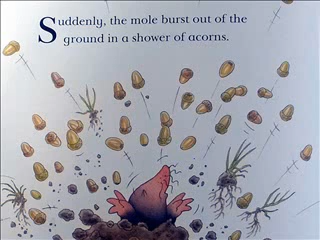 Suddenly, the mole burst out of the
ground in a shower of acorns.